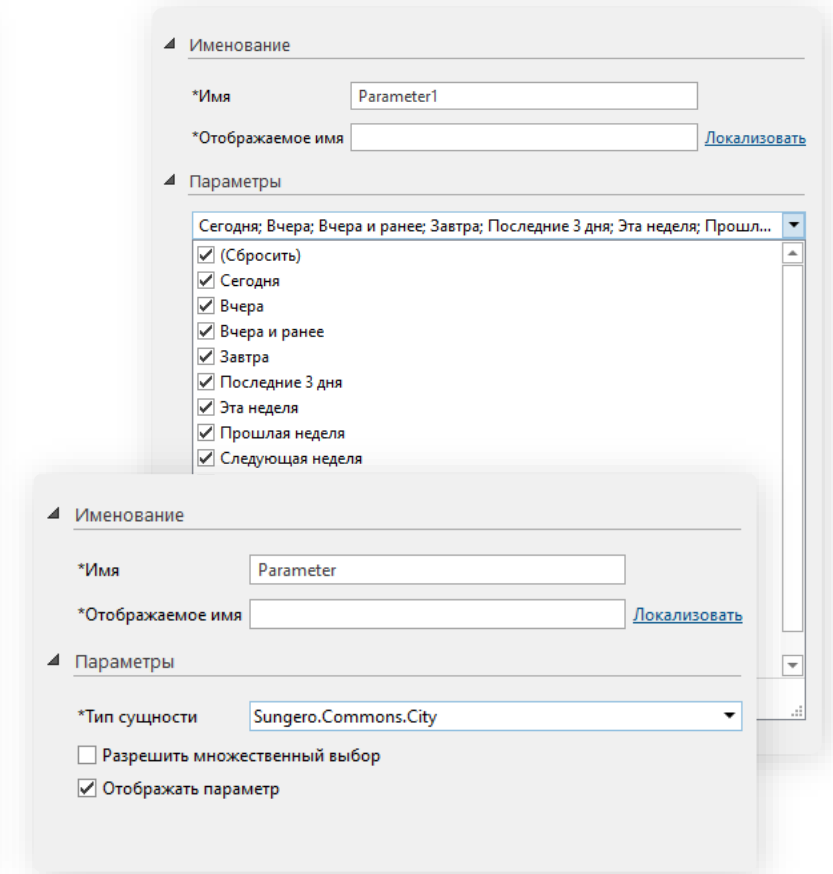 Именование
*Имя Parameter1
*Отображаемое имя Локализовать
Параметры
Сегодня; Вчера; Вчера и ранее; Завтра; Последние 3 дня; Эта неделя; Прошл...
(Сбросить)
Сегодня
Вчера
Вчера и ранее
Завтра
Последние 3 дня
Эта неделя
Прошлая неделя
Следующая неделя
Именование
*Имя Parameter
*Отображаемое имя Локализовать
Параметры
*Тип сущности Sungero.Commons.City
Разрешить множественный выбор
Отображать параметр